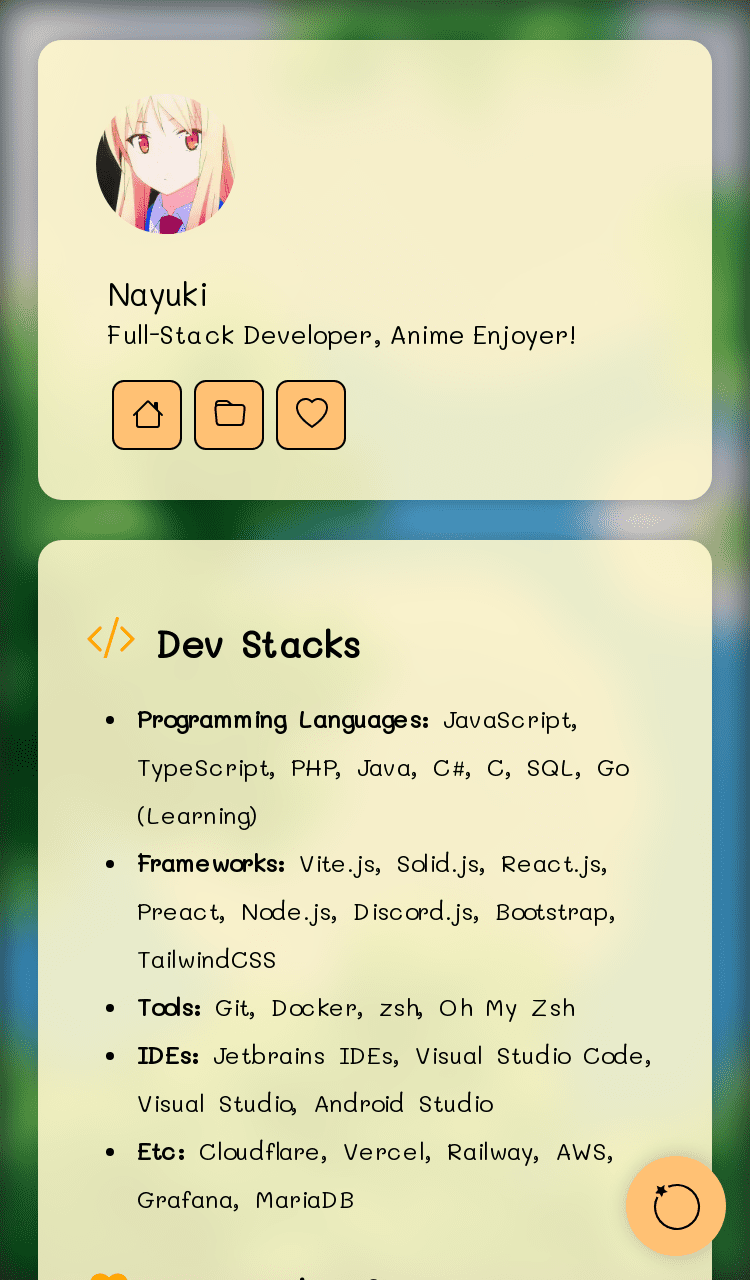 Nayuki
Full-Stack Developer, Anime Enjoyer!
Dev Stacks
Programming Languages: JavaScript,
TypeScript, PHP, Java, C#, C, SQL, Go
(Learning)
Frameworks: Vite.js, Solid.js, React.js,
Preact, Node.js, Discord.js, Bootstrap,
TailwindCSS
Tools: Git, Docker, zsh, Oh My Zsh
IDEs: Jetbrains IDEs, Visual Studio Code,
Visual Studio, Android Studio
Etc: Cloudflare, Vercel, Railway, AWS,
Grafana, MariaDB